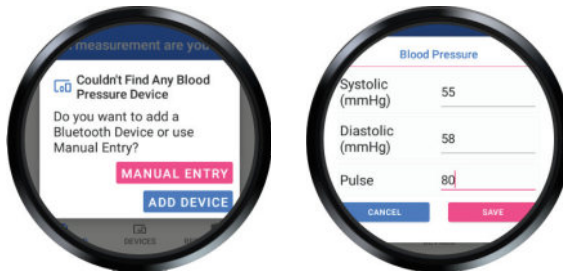 measurement are you
Couldn't Find Any Blood
Pressure Device
Do you want to add a
Bluetooth Device or use
Manual Entry?
MANUAL ENTRY
ADD DEVICE
DEVICES
Blood Pressure
Systolic
(mmHg)
55
Diastolic
(mmHg)
58
Pulse
80
CANCEL
SAVE